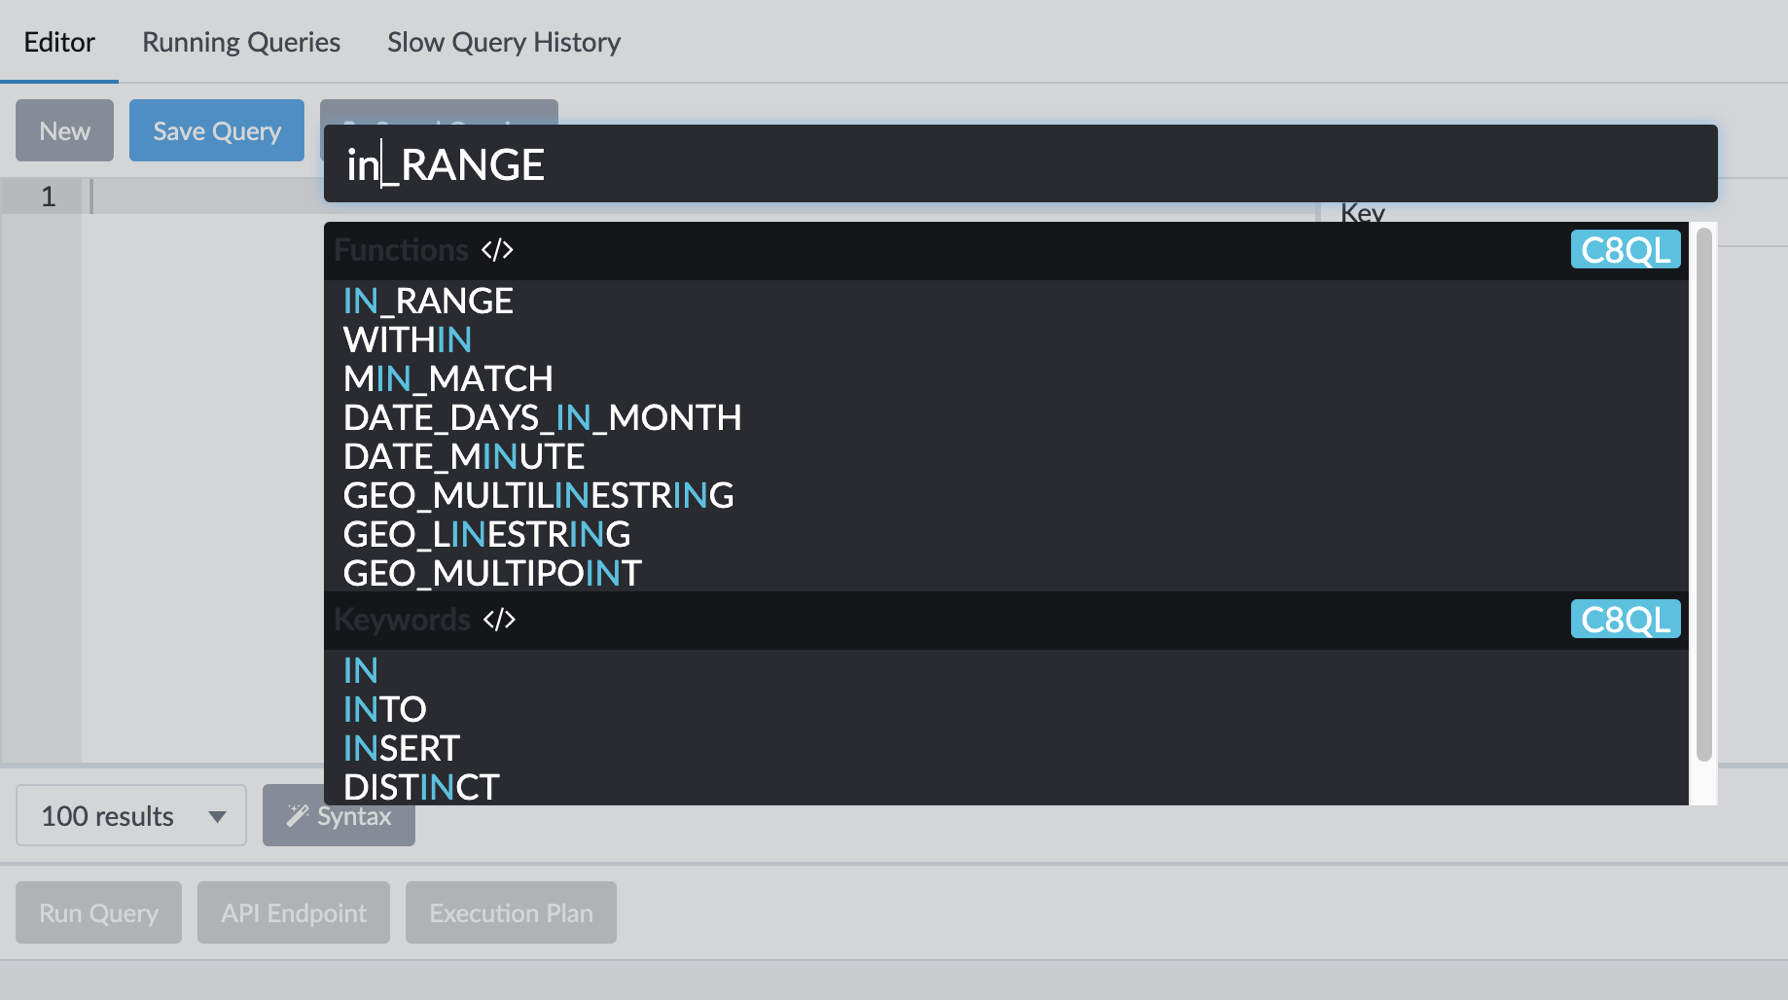 Editor Running Queries Slow Query History
New Save Query
in_RANGE
1
Key
Functions </> C8QL
IN_RANGE
WITHIN
MIN_MATCH
DATE_DAYS_IN_MONTH
DATE_MINUTE
GEO_MULTILINESTRING
GEO_LINESTRING
GEO_MULTIPOINT
Keywords </> C8QL
IN
INTO
INSERT
DISTINCT
100 results Syntax
Run Query API Endpoint Execution Plan